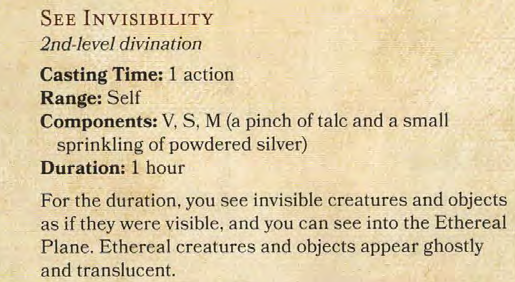 SEE INVISIBILITY
2nd-level divination
Casting Time: 1 action
Range: Self
Components: V, S, M (a pinch of talc and a small
sprinkling of powdered silver)
Duration: 1 hour
For the duration, you see invisible creatures and objects
as if they were visible, and you can see into the Ethereal
Plane. Ethereal creatures and objects appear ghostly
and translucent.